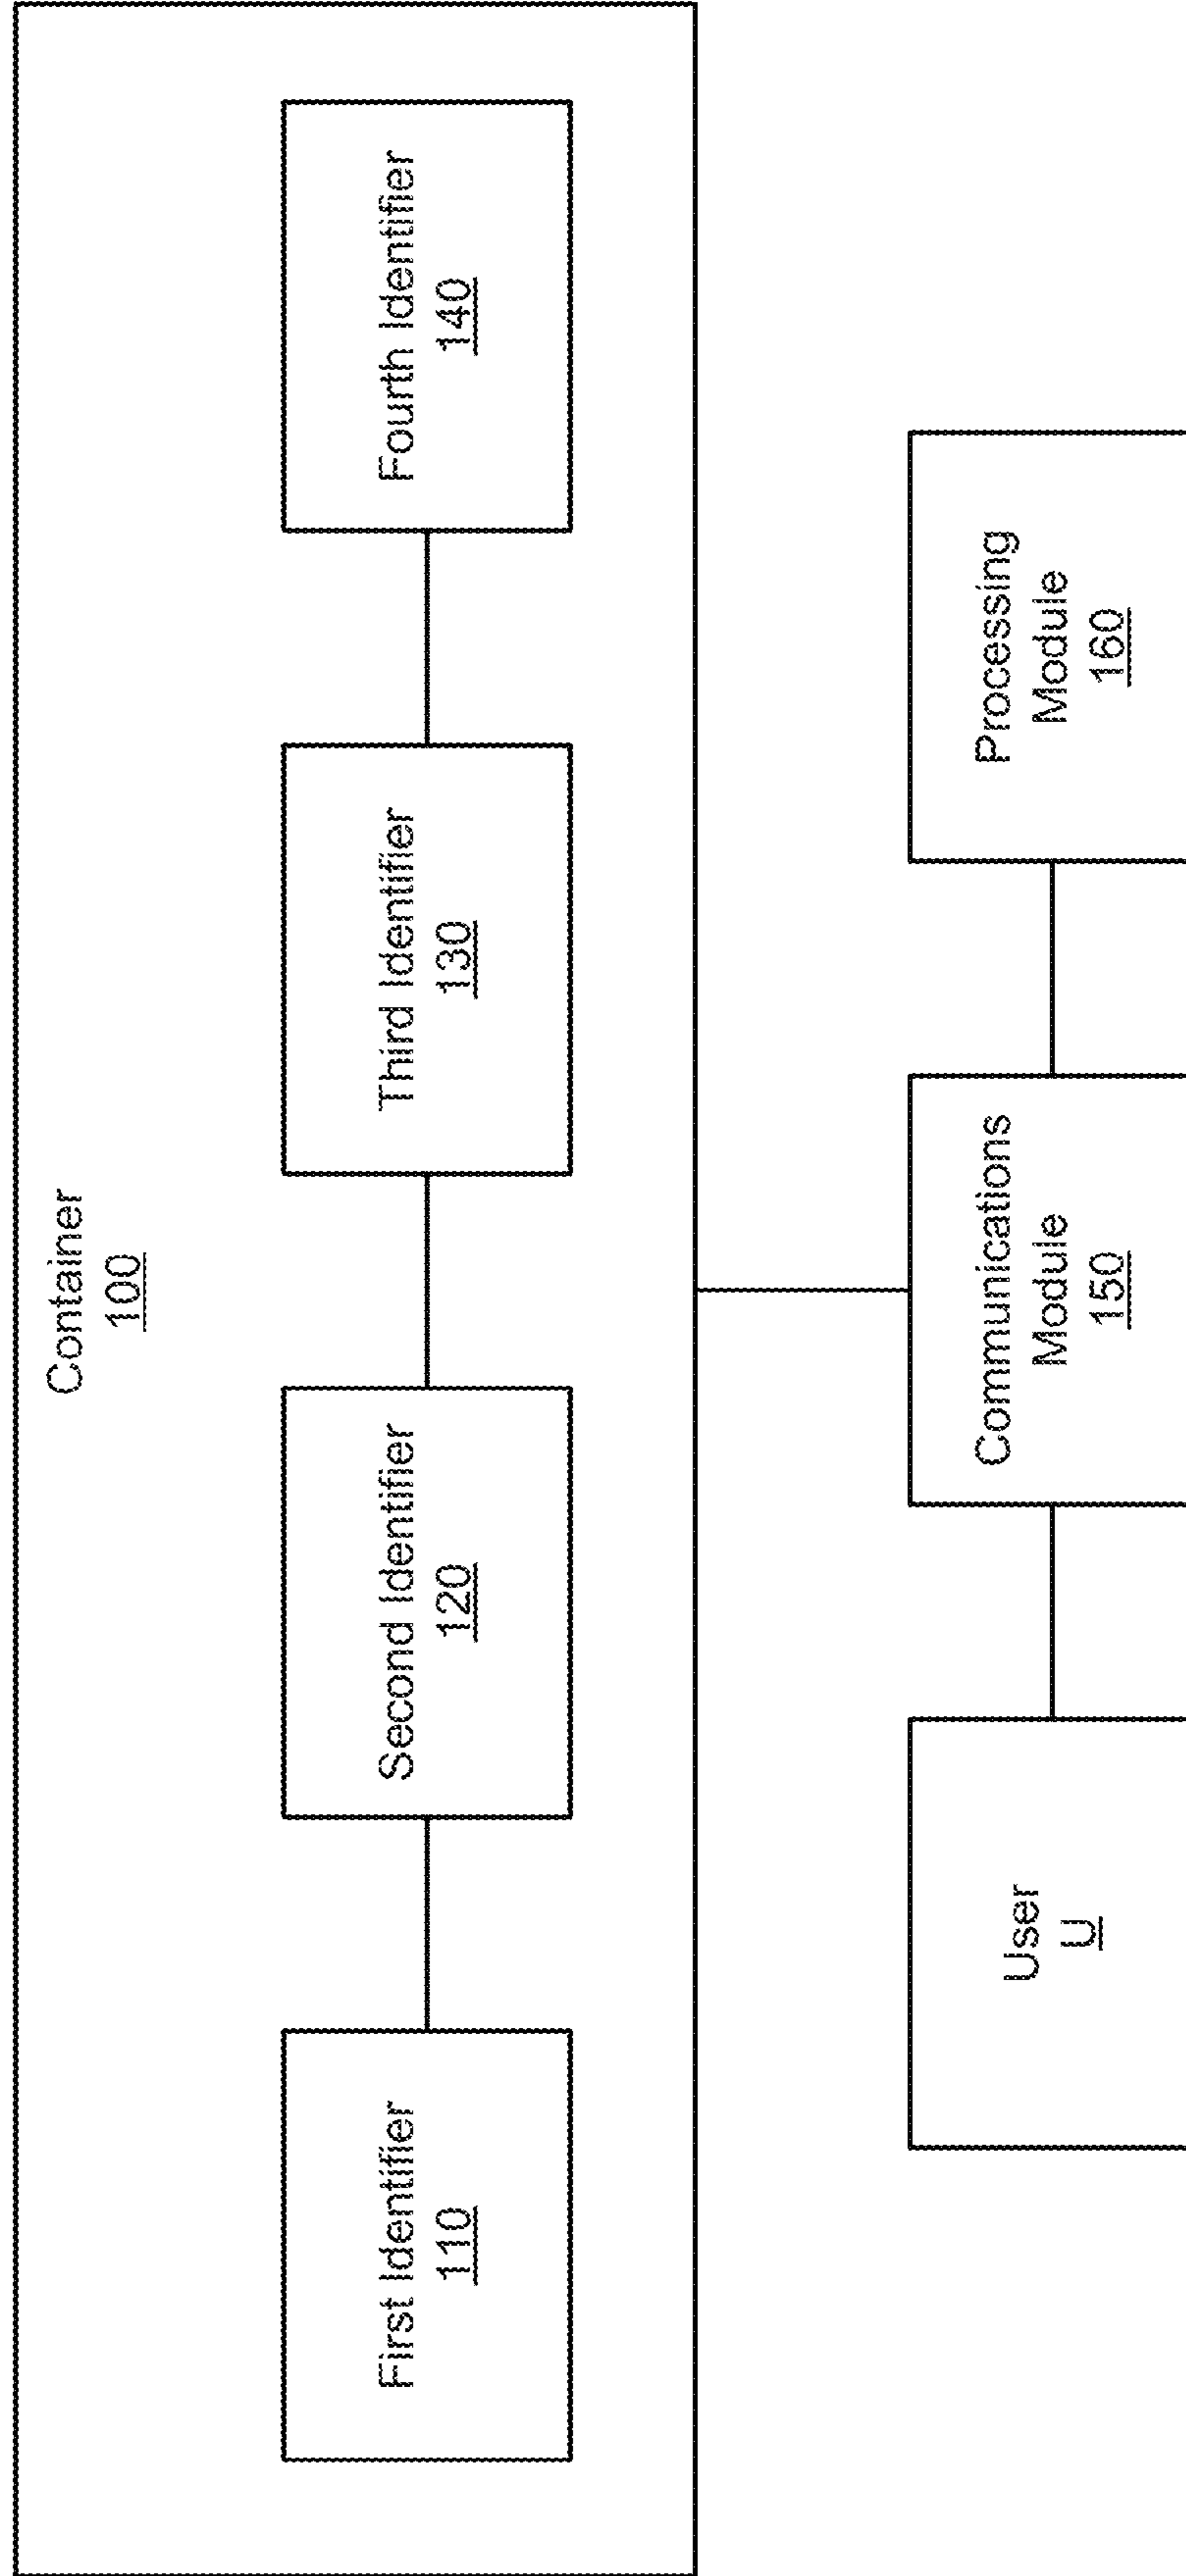 Container
100
First Identifier
110
Second Identifier
120
Third Identifier
130
Fourth Identifier
140
User
U
Communications
Module
150
Processing
Module
160